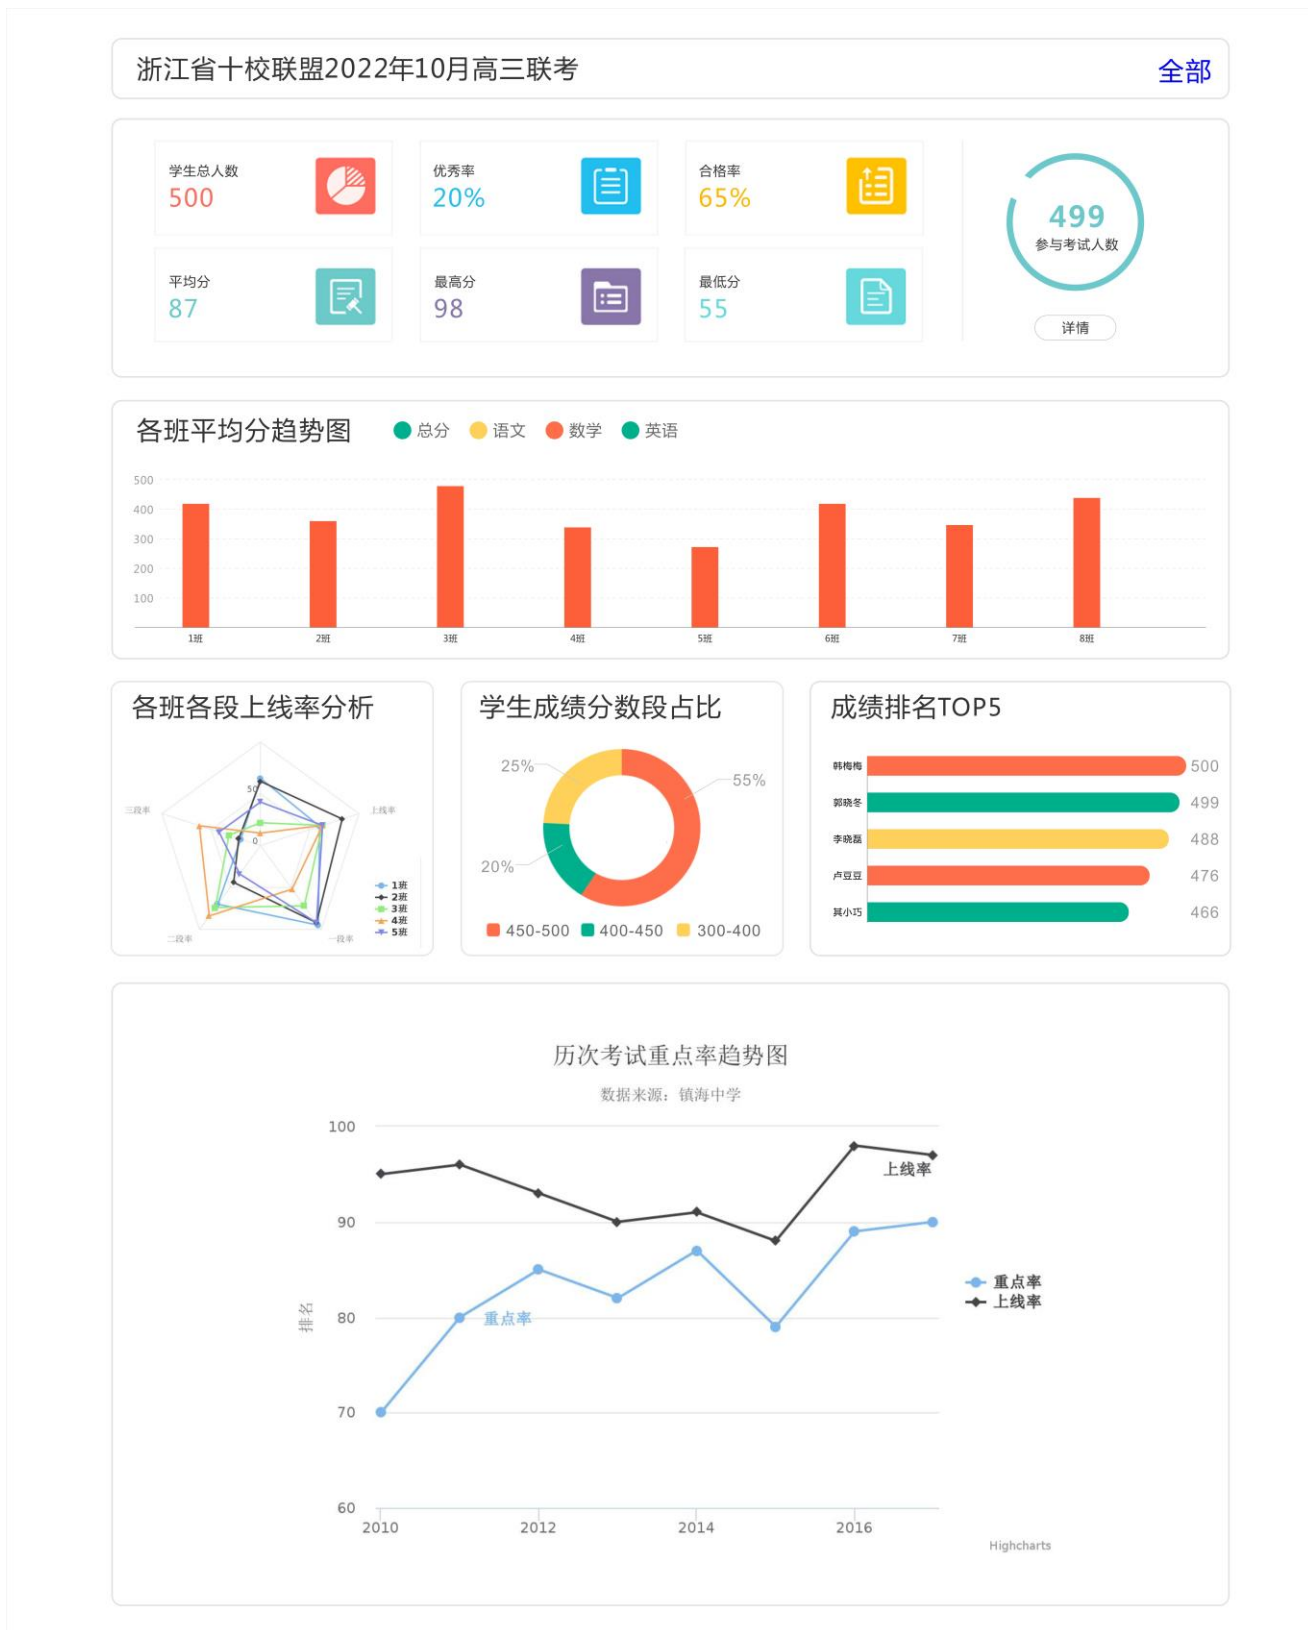 浙江省十校联盟2022年10月高三联考
全部
学生总人数
500
优秀率
20%
合格率
65%
499
参与考试人数
平均分
87
最高分
98
最低分
55
详情
各班平均分趋势图
总分 语文 数学 英语
500
400
300
200
100
1班 2班 3班 4班 5班 6班 7班 8班
各班各段上线率分析
50
0
三段率
上线率
二段率
一段率
1班
2班
3班
4班
5班
学生成绩分数段占比
25%
55%
20%
450-500 400-450 300-400
成绩排名TOP5
韩梅梅 500
郭晓冬 499
李晓磊 488
卢豆豆 476
其小巧 466
历次考试重点率趋势图
数据来源：镇海中学
100
90
80
70
60
排名
上线率
重点率
重点率
上线率
2010 2012 2014 2016
Highcharts